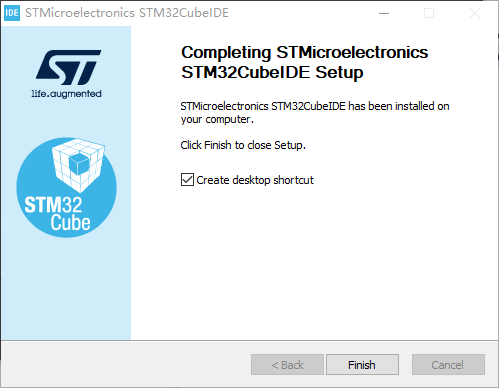 IDE STMicroelectronics STM32CubeIDE
life.augmented
STM32
Cube
Completing STMicroelectronics
STM32CubeIDE Setup
STMicroelectronics STM32CubeIDE has been installed on
your computer.
Click Finish to close Setup.
Create desktop shortcut
< Back Finish Cancel